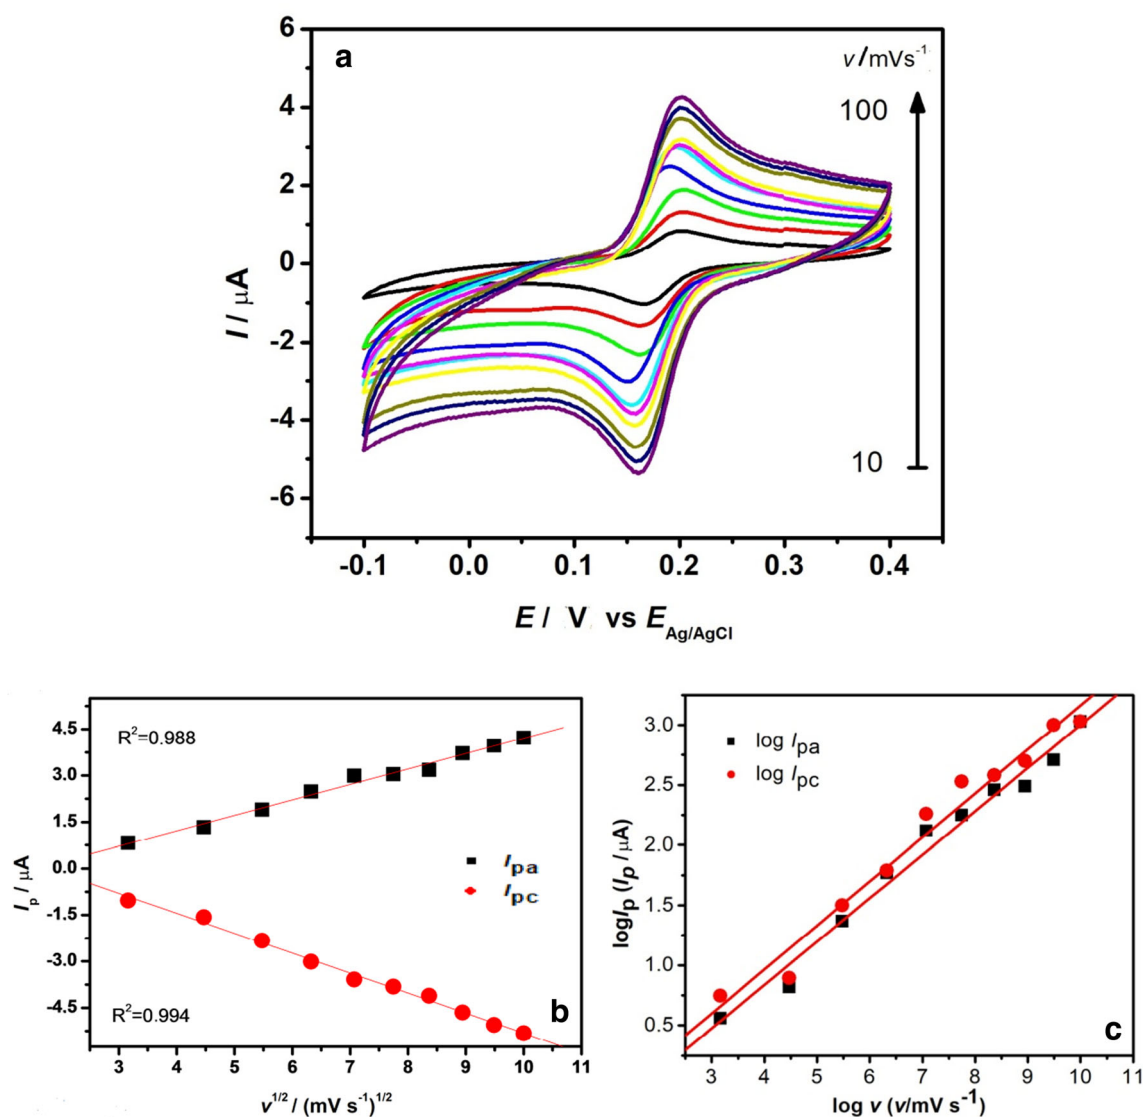 a
v /mVs⁻¹
100
10
6
4
2
0
-2
-4
-6
I / µA
-0.1 0.0 0.1 0.2 0.3 0.4
E / V vs E Ag/AgCl
R²=0.988
4.5
3.0
1.5
0.0
-1.5
-3.0
-4.5
Ip / µA
Ipa
Ipc
R²=0.994
b
3 4 5 6 7 8 9 10 11
v¹/² / (mV s⁻¹)¹/²
3.0
2.5
2.0
1.5
1.0
0.5
logIp (Ip / µA)
log Ipa
log Ipc
c
3 4 5 6 7 8 9 10 11
log v (v/mV s⁻¹)